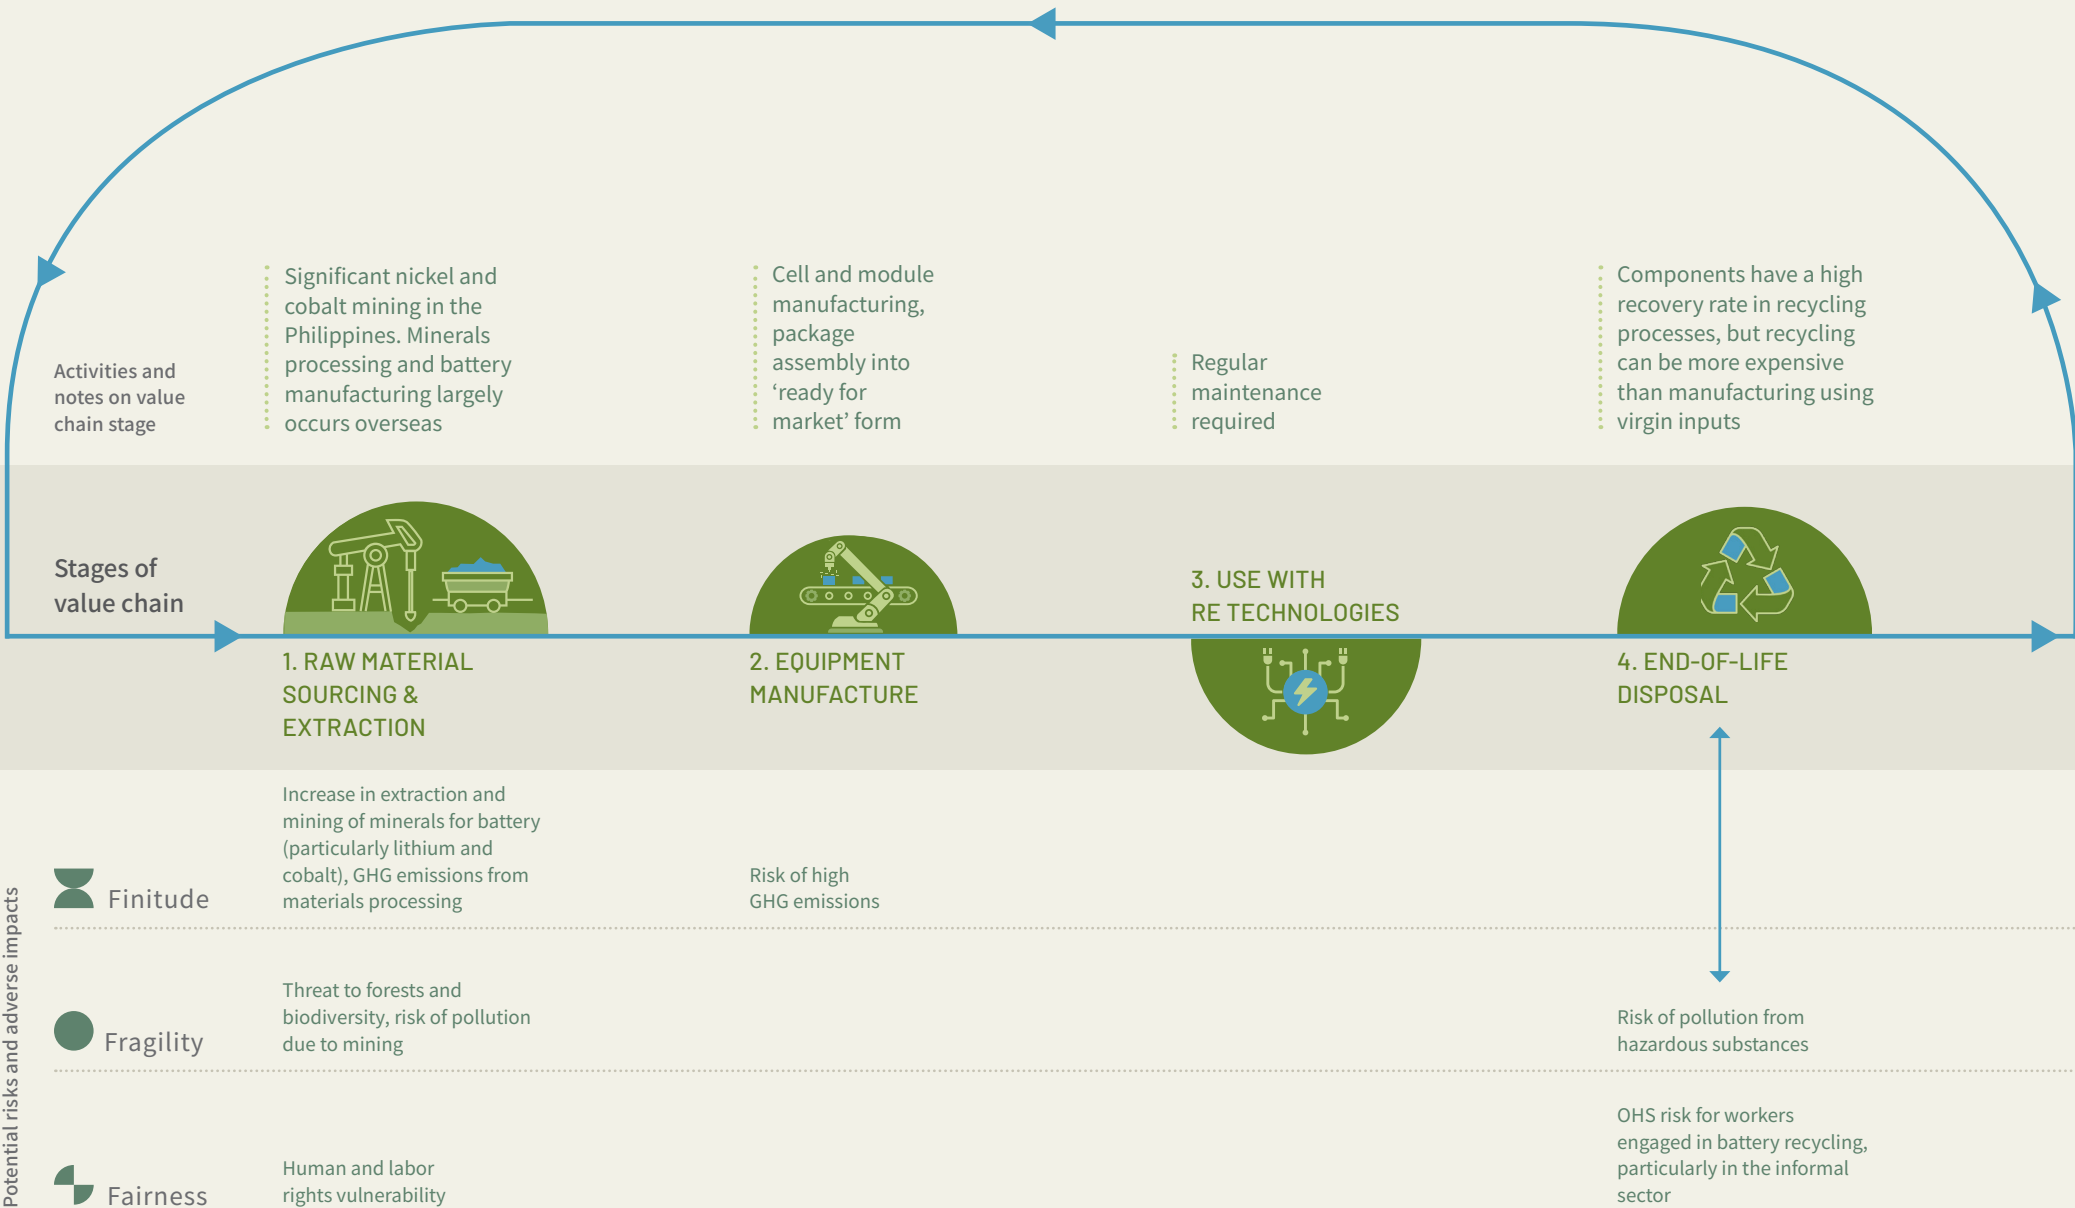 Activities and
notes on value
chain stage
Significant nickel and
cobalt mining in the
Philippines. Minerals
processing and battery
manufacturing largely
occurs overseas
Cell and module
manufacturing,
package
assembly into
‘ready for
market’ form
Regular
maintenance
required
Components have a high
recovery rate in recycling
processes, but recycling
can be more expensive
than manufacturing using
virgin inputs
Stages of
value chain
1. RAW MATERIAL
SOURCING &
EXTRACTION
2. EQUIPMENT
MANUFACTURE
3. USE WITH
RE TECHNOLOGIES
4. END-OF-LIFE
DISPOSAL
Potential risks and adverse impacts
Finitude
Increase in extraction and
mining of minerals for battery
(particularly lithium and
cobalt), GHG emissions from
materials processing
Risk of high
GHG emissions
Fragility
Threat to forests and
biodiversity, risk of pollution
due to mining
Risk of pollution from
hazardous substances
Fairness
Human and labor
rights vulnerability
OHS risk for workers
engaged in battery recycling,
particularly in the informal
sector